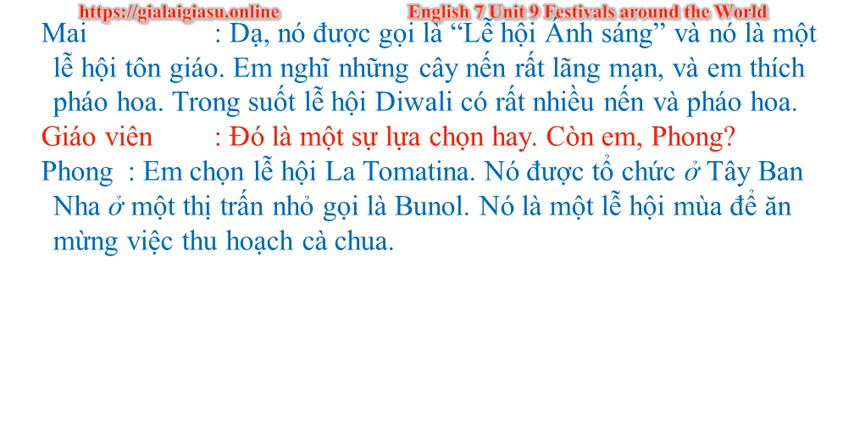 https://gialaigiasu.online English 7 Unit 9 Festivals around the World
Mai : Dạ, nó được gọi là “Lễ hội Ánh sáng” và nó là một
lễ hội tôn giáo. Em nghĩ những cây nến rất lãng mạn, và em thích
pháo hoa. Trong suốt lễ hội Diwali có rất nhiều nến và pháo hoa.
Giáo viên : Đó là một sự lựa chọn hay. Còn em, Phong?
Phong : Em chọn lễ hội La Tomatina. Nó được tổ chức ở Tây Ban
Nha ở một thị trấn nhỏ gọi là Bunol. Nó là một lễ hội mùa để ăn
mừng việc thu hoạch cà chua.